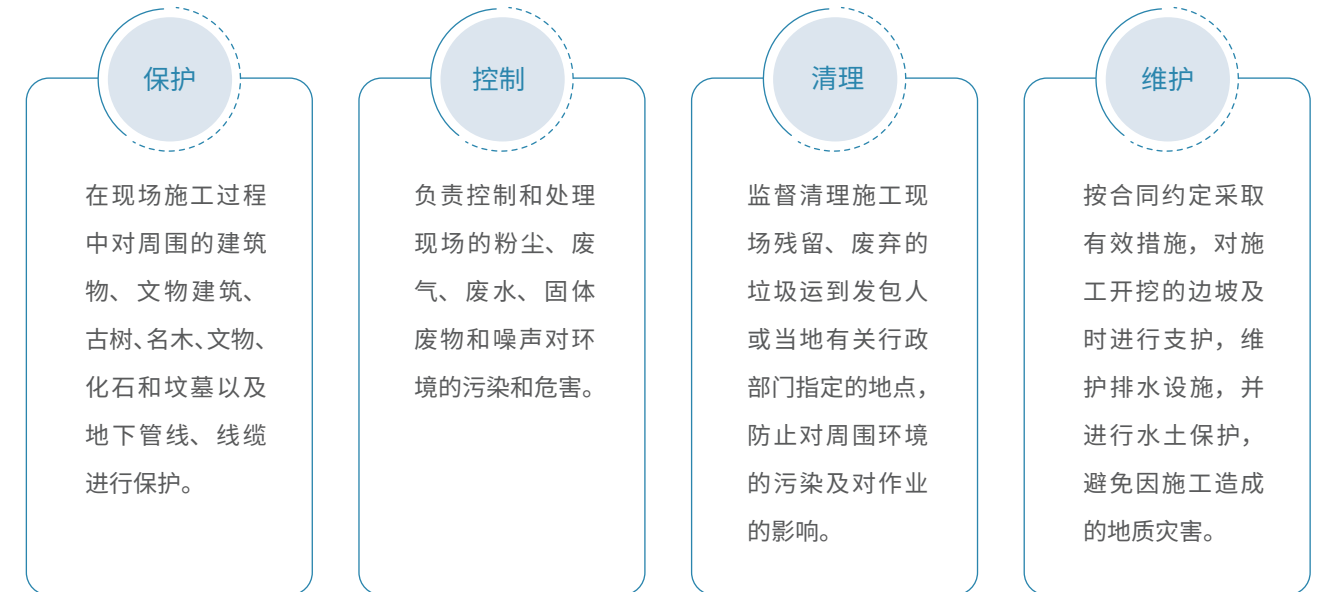 保护
在现场施工过程
中对周围的建筑
物、文物建筑、
古树、名木、文物、
化石和坟墓以及
地下管线、线缆
进行保护。
控制
负责控制和处理
现场的粉尘、废
气、废水、固体
废物和噪声对环
境的污染和危害。
清理
监督清理施工现
场残留、废弃的
垃圾运到发包人
或当地有关行政
部门指定的地点，
防止对周围环境
的污染及对作业
的影响。
维护
按合同约定采取
有效措施，对施
工开挖的边坡及
时进行支护，维
护排水设施，并
进行水土保护，
避免因施工造成
的地质灾害。